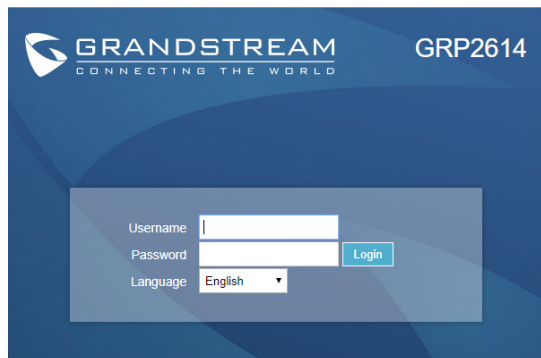 GRANDSTREAM
CONNECTING THE WORLD
GRP2614
Username
Password
Login
Language
English